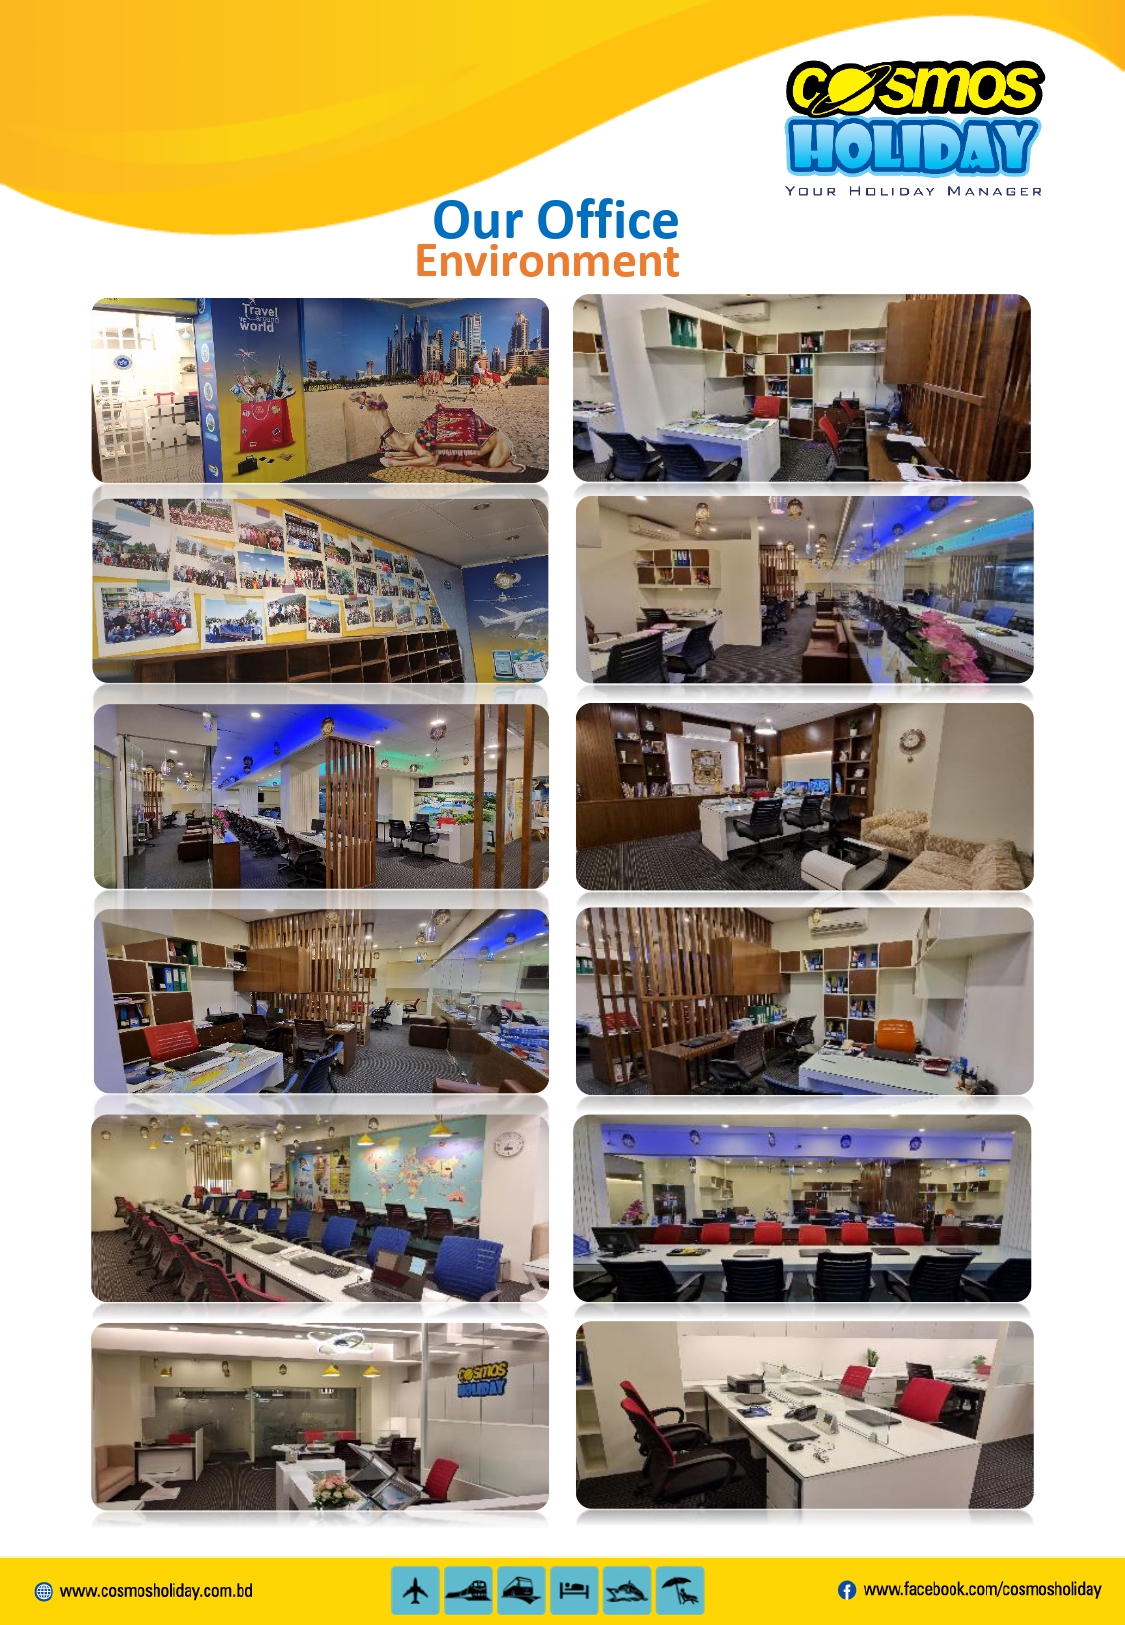 COSMOS
HOLIDAY
YOUR HOLIDAY MANAGER
Our Office
Environment
Travel
around
world
COSMOS
HOLIDAY
www.cosmosholiday.com.bd
www.facebook.com/cosmosholiday